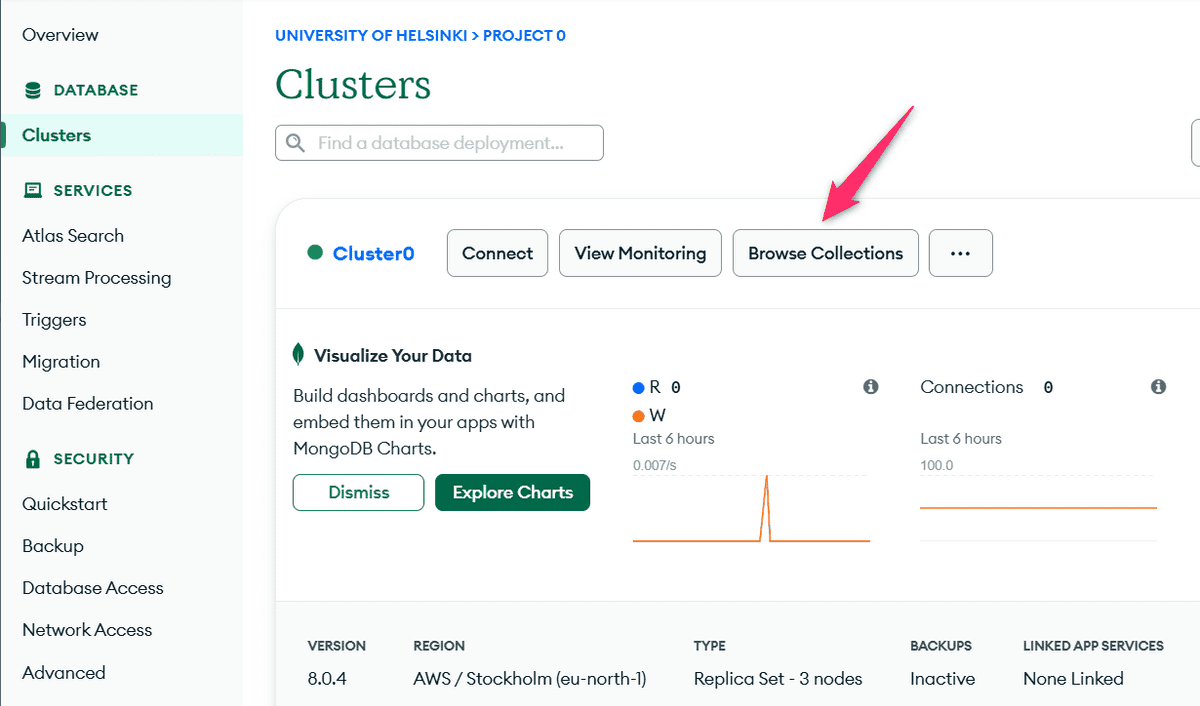 Overview
DATABASE
Clusters
SERVICES
Atlas Search
Stream Processing
Triggers
Migration
Data Federation
SECURITY
Quickstart
Backup
Database Access
Network Access
Advanced
UNIVERSITY OF HELSINKI > PROJECT 0
Clusters
Find a database deployment...
Cluster0 Connect View Monitoring Browse Collections ...
Visualize Your Data
Build dashboards and charts, and
embed them in your apps with
MongoDB Charts.
Dismiss Explore Charts
R 0
W
Last 6 hours
0.007/s
Connections 0
Last 6 hours
100.0
VERSION REGION TYPE BACKUPS LINKED APP SERVICES
8.0.4 AWS / Stockholm (eu-north-1) Replica Set - 3 nodes Inactive None Linked